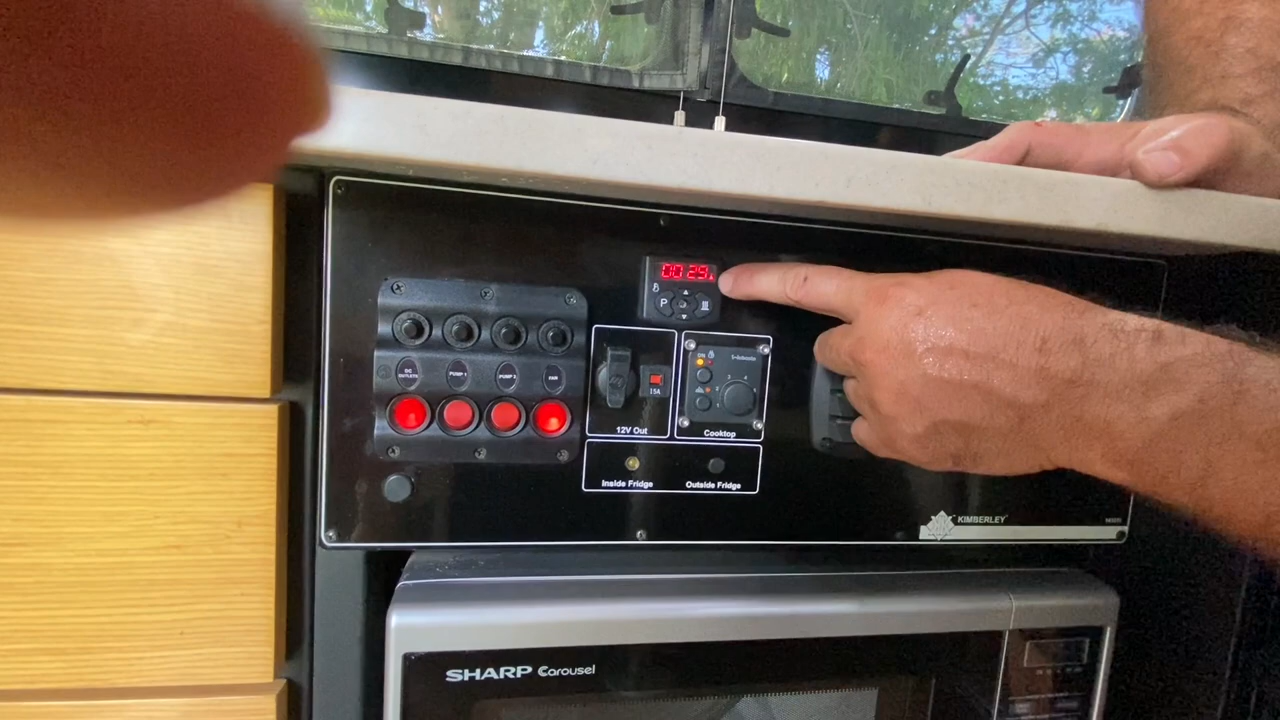 00 29
P
DC
OUTLETS
PUMP 1
PUMP 2
12V Out
15A
ON
Cooktop
Inside Fridge
Outside Fridge
KIMBERLEY
SHARP Carousel